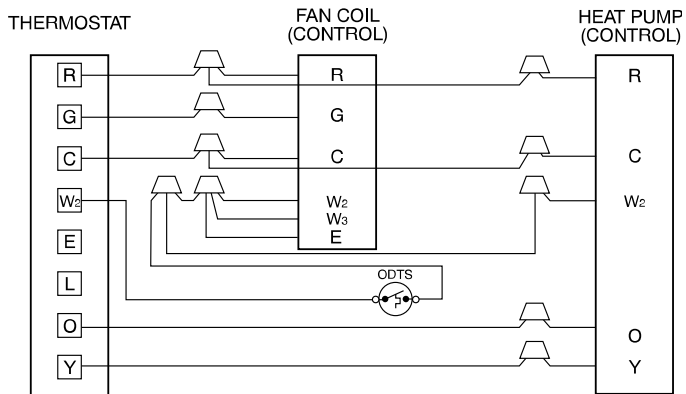 THERMOSTAT
FAN COIL
(CONTROL)
HEAT PUMP
(CONTROL)
R
G
C
W2
E
L
O
Y
R
G
C
W2
W3
E
ODTS
R
C
W2
O
Y